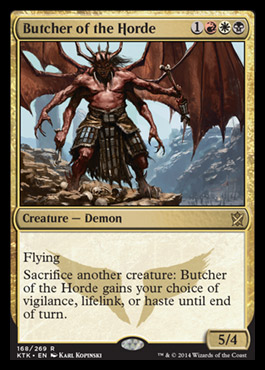 Butcher of the Horde 1
Creature — Demon
Flying
Sacrifice another creature: Butcher
of the Horde gains your choice of
vigilance, lifelink, or haste until end
of turn.
5/4
168/269 R
KTK • EN Karl Kopinski
™ & © 2014 Wizards of the Coast